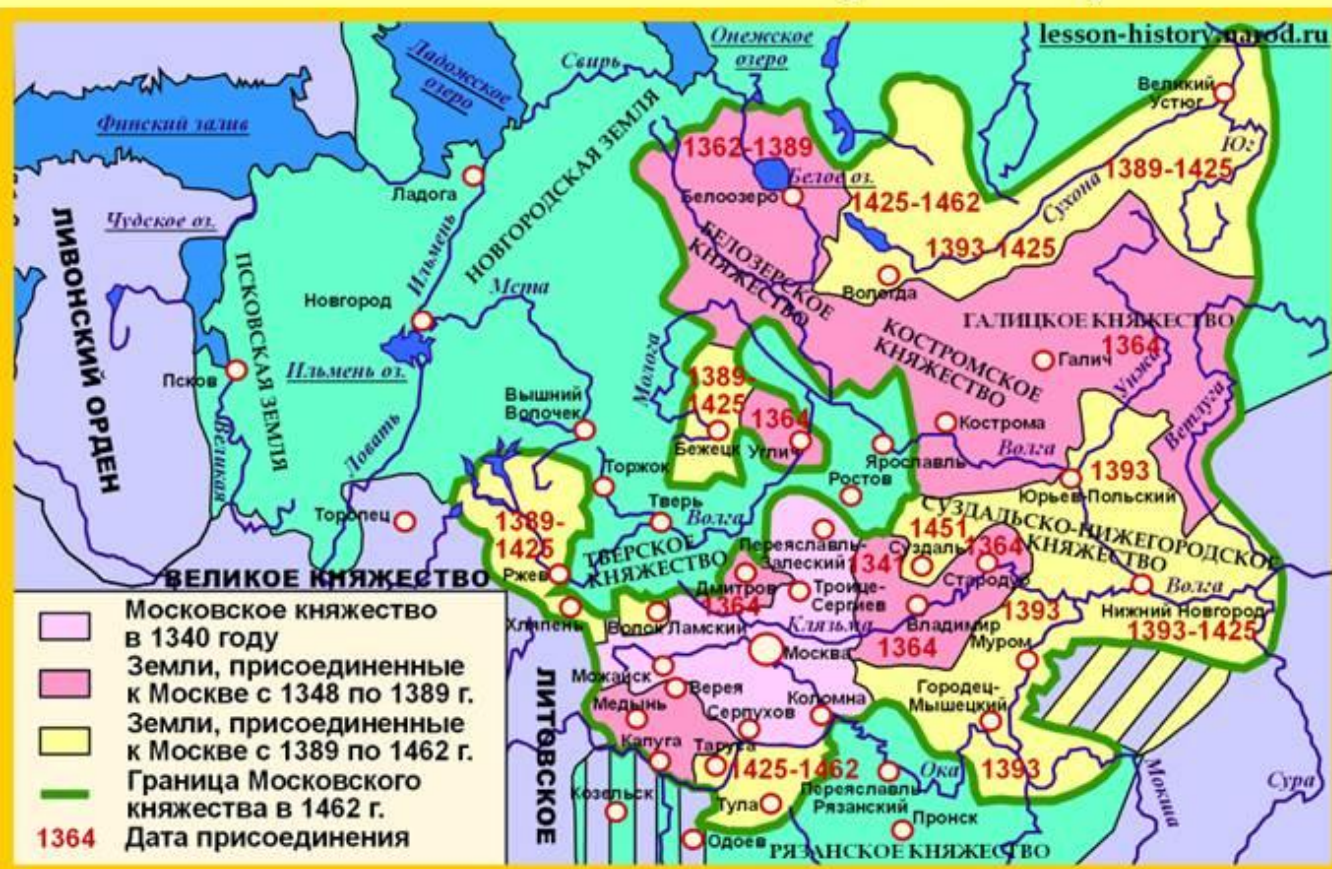 lesson-history.narod.ru
Онежское
озеро
Ладожское
озеро
Свирь
Великий
Устюг
Финский залив
НОВГОРОДСКАЯ ЗЕМЛЯ
1362-1389
Юг
1389-1425
Белое оз.
Ладога
Белоозеро
1425-1462
Сухона
Чудское оз.
ЛИВОНСКИЙ ОРДЕН
ПСКОВСКАЯ ЗЕМЛЯ
Ильмень
БЕЛОЗЕРСКОЕ
КНЯЖЕСТВО
1393-1425
Вологда
Новгород
Мста
КОСТРОМСКОЕ
КНЯЖЕСТВО
ГАЛИЦКОЕ КНЯЖЕСТВО
1364
Галич
Унжа
Псков
Ильмень оз.
Молога
1389-
1425
Ветлуга
Вышний
Волочек
1364
Кострома
Великая
Ловать
Бежецк
Углич
Ярославль
Волга
1393
Юрьев-Польский
Торжок
Ростов
Торопец
Тверь
Волга
1389-
1425
Ржев
ТВЕРСКОЕ
КНЯЖЕСТВО
Переяславль-
Залеский
1451
Суздаль
СУЗДАЛЬСКО-НИЖЕГОРОДСКОЕ
КНЯЖЕСТВО
1341
1364
Стародуб
Дмитров
1364
Троице-
Сергиев
Волга
ВЕЛИКОЕ КНЯЖЕСТВО
ЛИТОВСКОЕ
Хлепень
Волок Ламский
Клязьма
Владимир
1393
Нижний Новгород
1393-1425
1364
Муром
Москва
Можайск
Верея
Коломна
Городец-
Мышецкий
Медынь
Серпухов
Калуга
Таруса
1425-1462
Ока
1393
Переяславль
Рязанский
Мокша
Сура
Козельск
Тула
Пронск
Одоев
РЯЗАНСКОЕ КНЯЖЕСТВО
Московское княжество
в 1340 году
Земли, присоединенные
к Москве с 1348 по 1389 г.
Земли, присоединенные
к Москве с 1389 по 1462 г.
Граница Московского
княжества в 1462 г.
1364 Дата присоединения